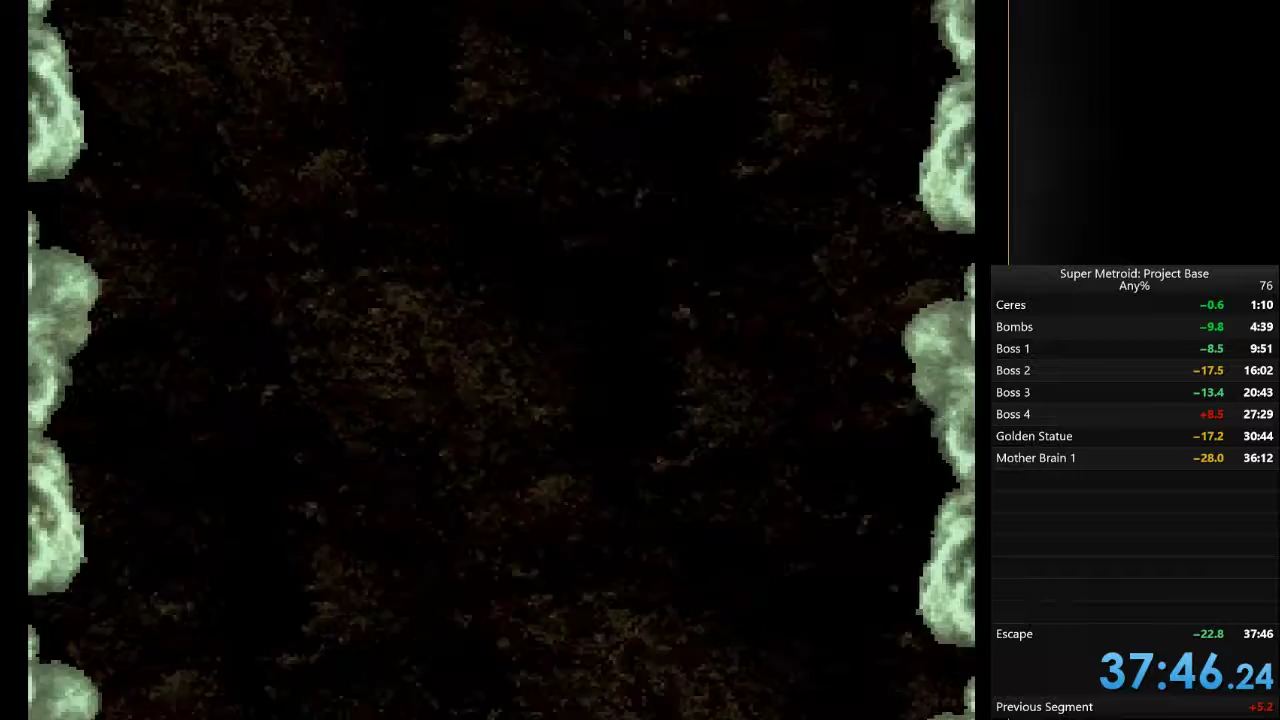 Super Metroid: Project Base
Any% 76
Ceres −0.6 1:10
Bombs −9.8 4:39
Boss 1 −8.5 9:51
Boss 2 −17.5 16:02
Boss 3 −13.4 20:43
Boss 4 +8.5 27:29
Golden Statue −17.2 30:44
Mother Brain 1 −28.0 36:12
Escape −22.8 37:46
37:46.24
Previous Segment +5.2